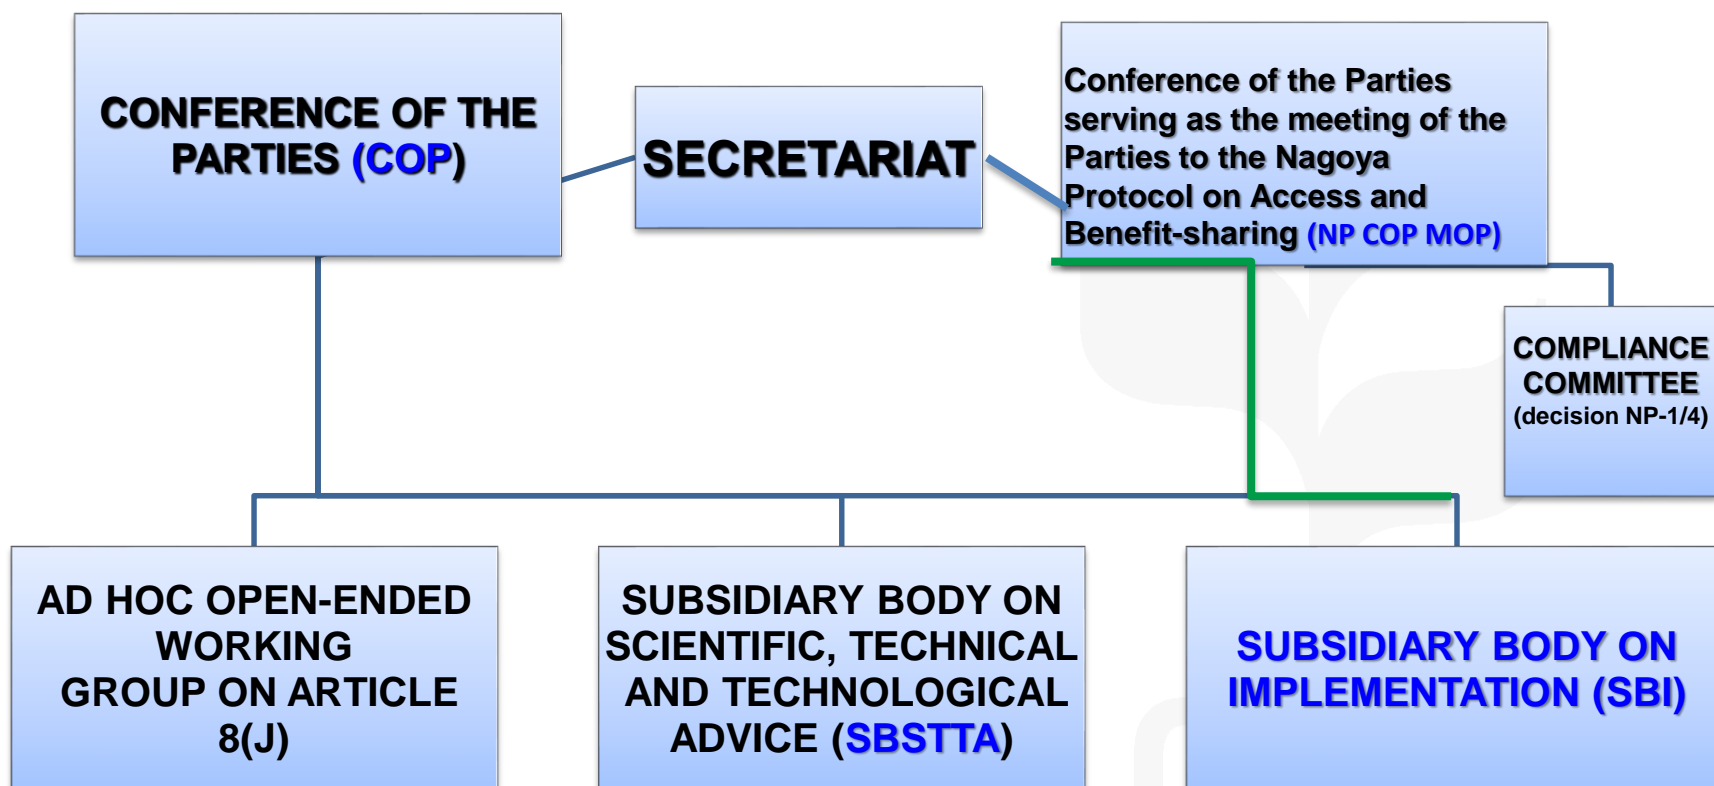 CONFERENCE OF THE
PARTIES (COP)
SECRETARIAT
Conference of the Parties
serving as the meeting of the
Parties to the Nagoya
Protocol on Access and
Benefit-sharing (NP COP MOP)
COMPLIANCE
COMMITTEE
(decision NP-1/4)
AD HOC OPEN-ENDED
WORKING
GROUP ON ARTICLE
8(J)
SUBSIDIARY BODY ON
SCIENTIFIC, TECHNICAL
AND TECHNOLOGICAL
ADVICE (SBSTTA)
SUBSIDIARY BODY ON
IMPLEMENTATION (SBI)